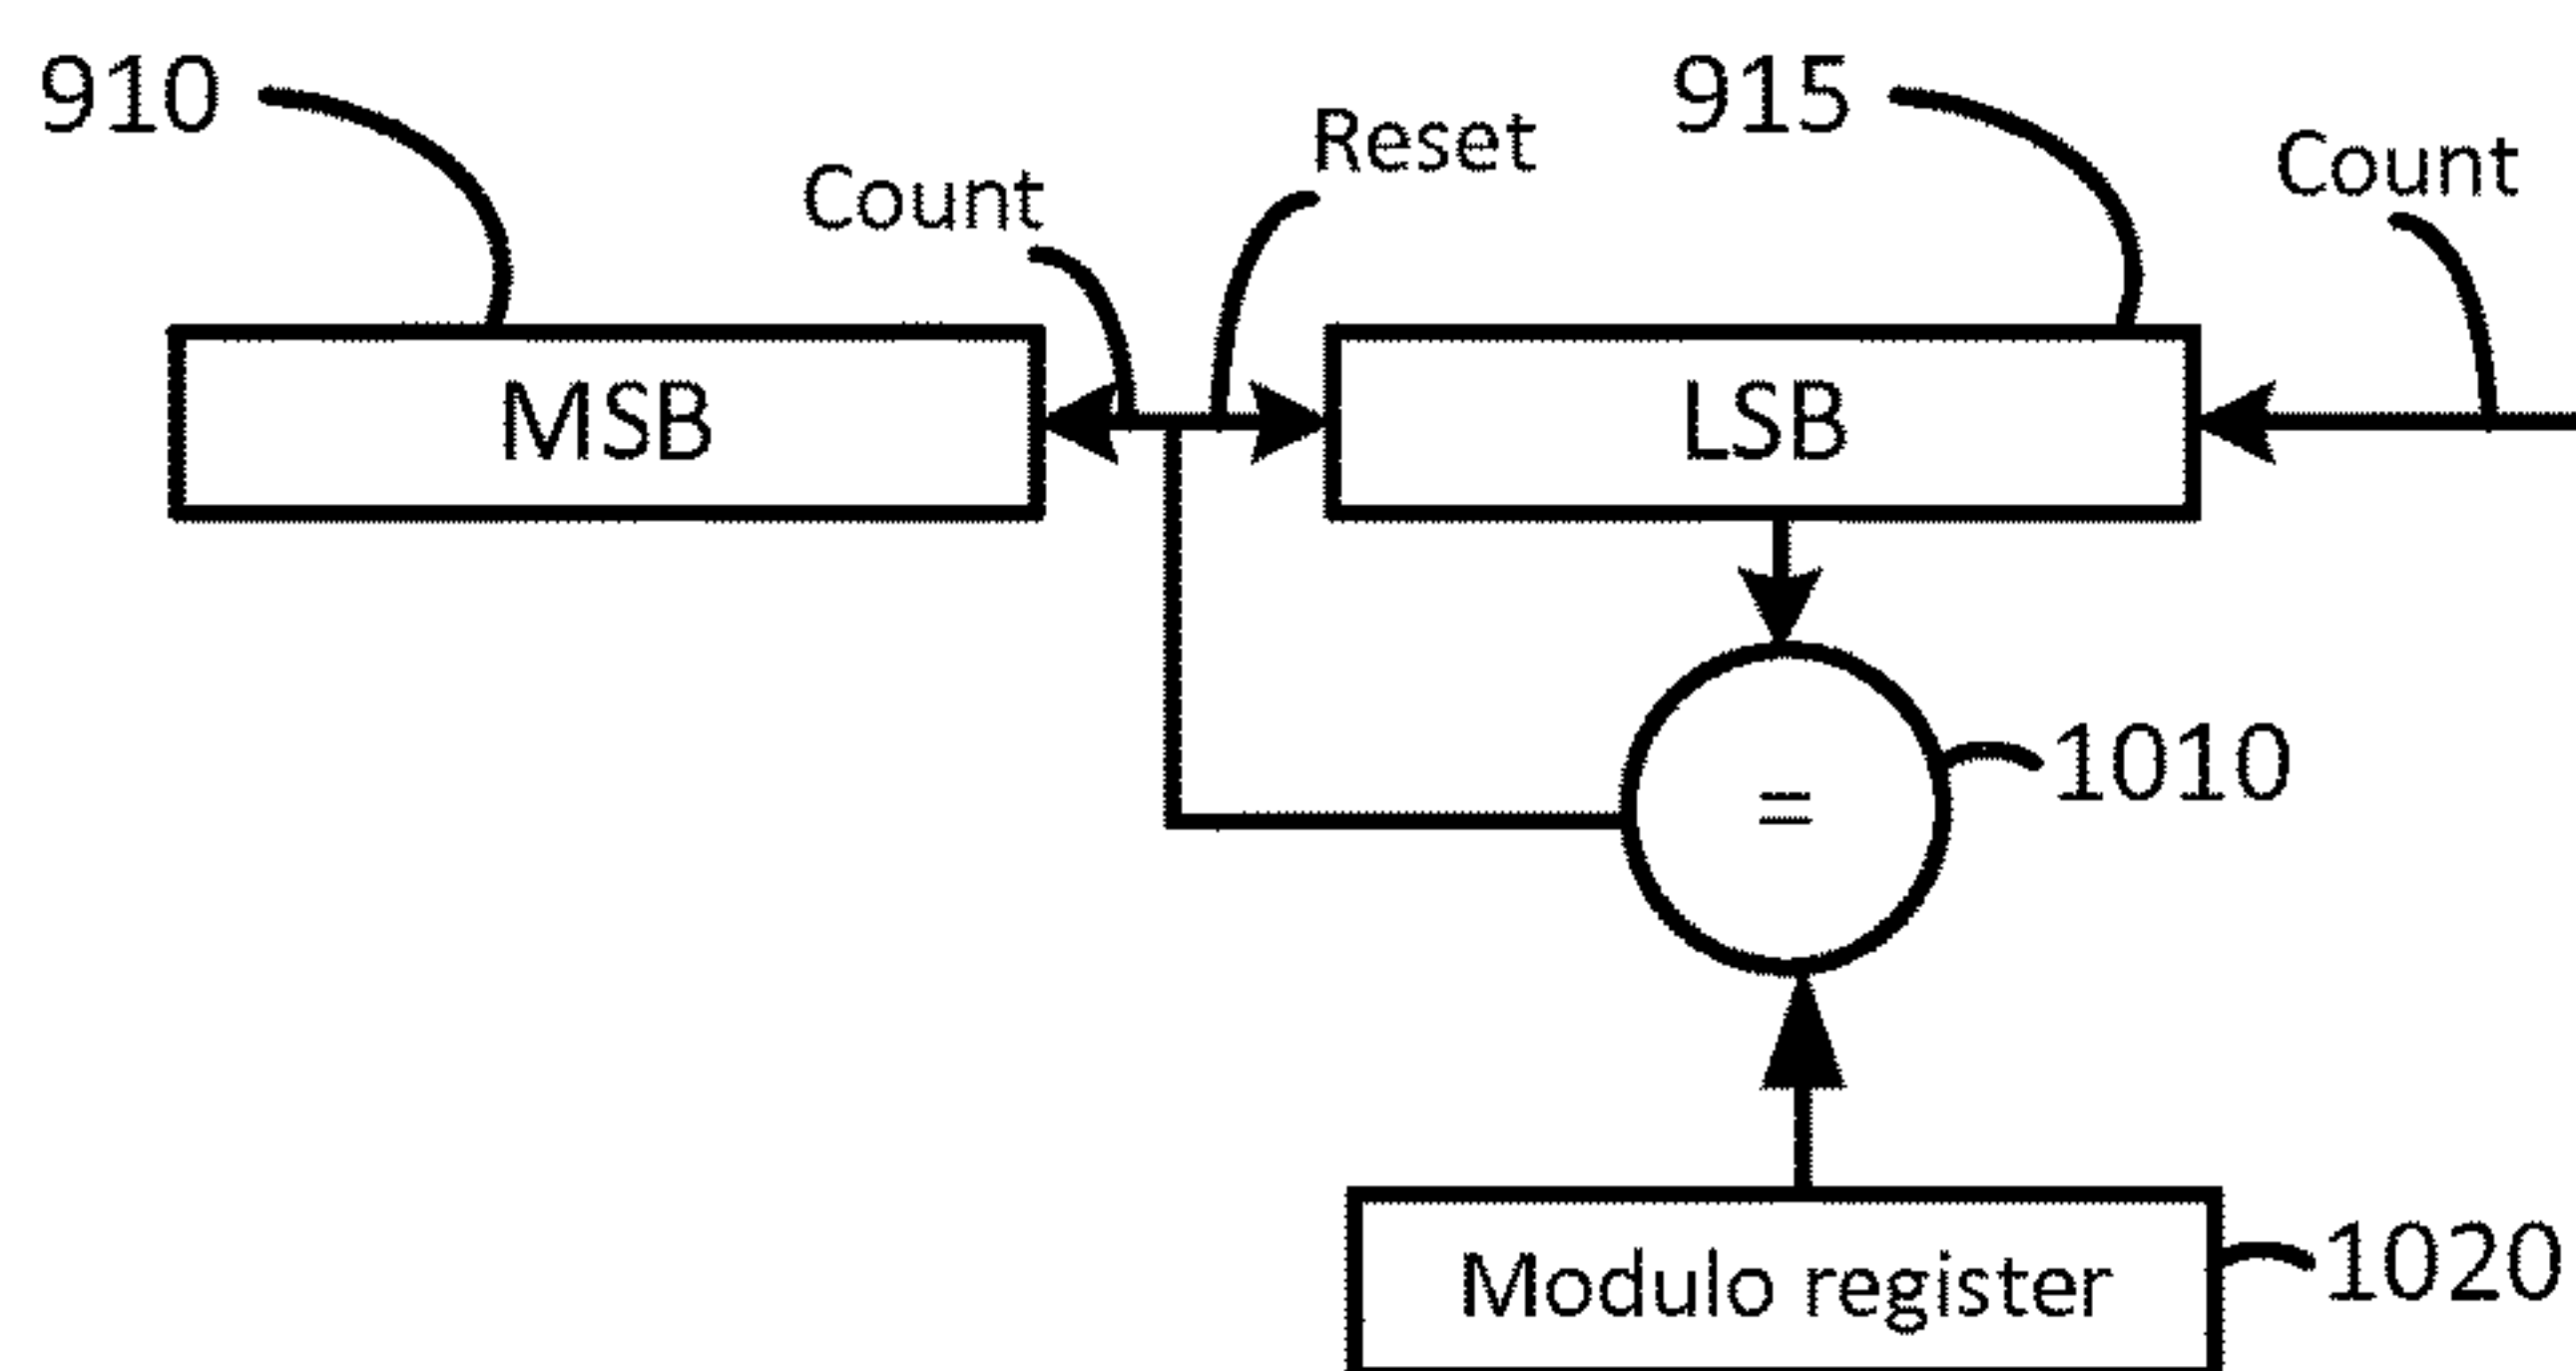 910
Count
Reset
915
Count
MSB
LSB
=
1010
Modulo register
1020